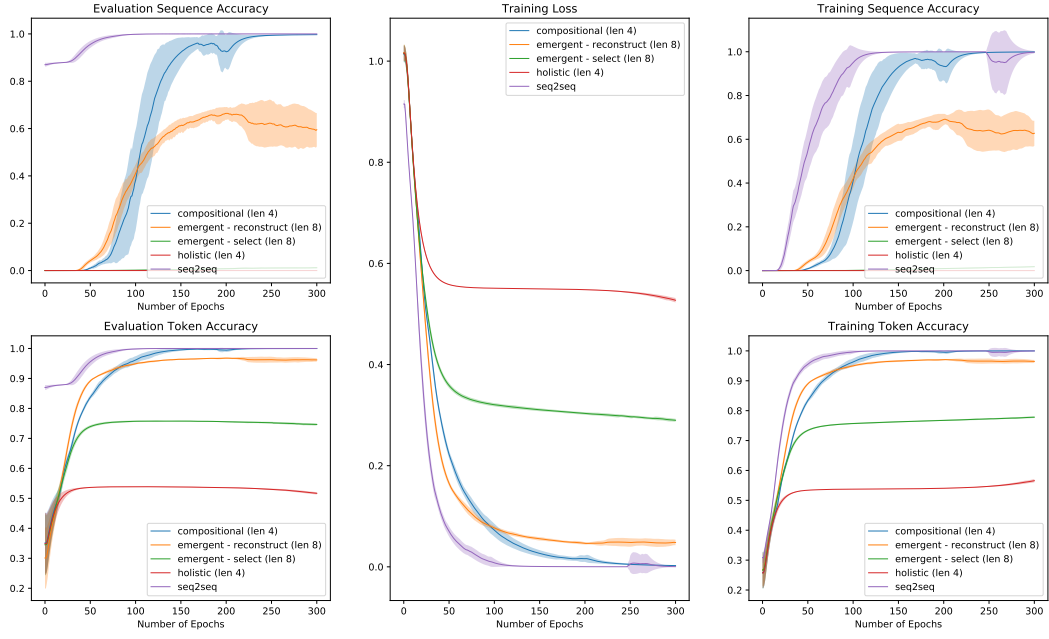 Evaluation Sequence Accuracy
1.0
0.8
0.6
0.4
0.2
0.0
compositional (len 4)
emergent - reconstruct (len 8)
emergent - select (len 8)
holistic (len 4)
seq2seq
0 50 100 150 200 250 300
Number of Epochs
Evaluation Token Accuracy
1.0
0.9
0.8
0.7
0.6
0.5
0.4
0.3
0.2
compositional (len 4)
emergent - reconstruct (len 8)
emergent - select (len 8)
holistic (len 4)
seq2seq
0 50 100 150 200 250 300
Number of Epochs
Training Loss
compositional (len 4)
emergent - reconstruct (len 8)
emergent - select (len 8)
holistic (len 4)
seq2seq
1.0
0.8
0.6
0.4
0.2
0.0
0 50 100 150 200 250 300
Number of Epochs
Training Sequence Accuracy
1.0
0.8
0.6
0.4
0.2
0.0
compositional (len 4)
emergent - reconstruct (len 8)
emergent - select (len 8)
holistic (len 4)
seq2seq
0 50 100 150 200 250 300
Number of Epochs
Training Token Accuracy
1.0
0.9
0.8
0.7
0.6
0.5
0.4
0.3
0.2
compositional (len 4)
emergent - reconstruct (len 8)
emergent - select (len 8)
holistic (len 4)
seq2seq
0 50 100 150 200 250 300
Number of Epochs